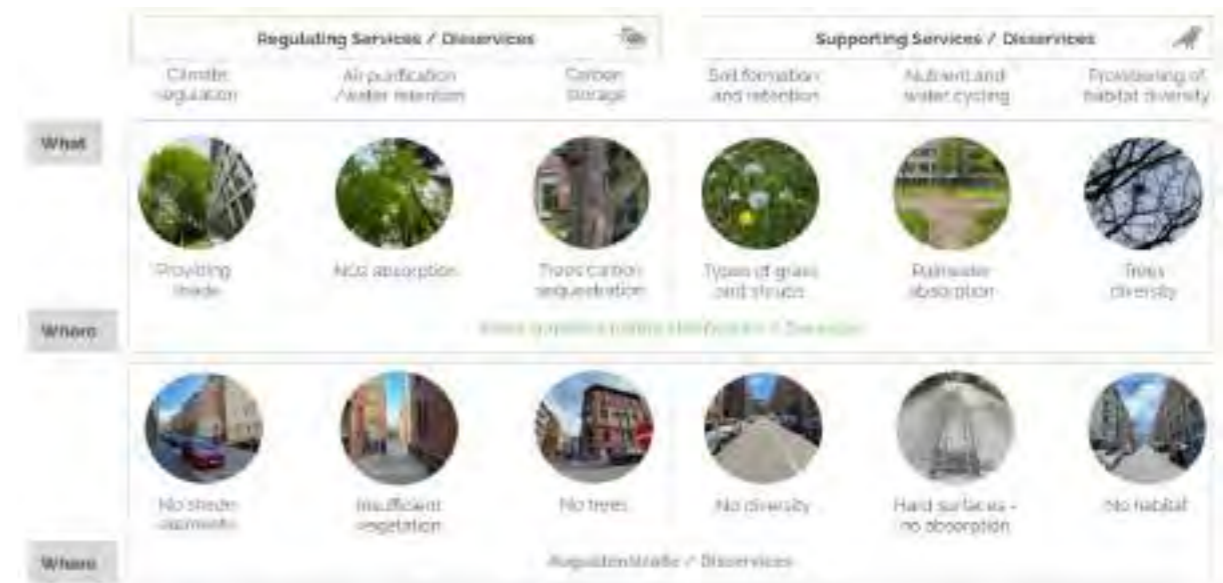 Regulating Services / Disservices
Supporting Services / Disservices
Climate regulation
Air purification /water retention
Carbon storage
Soil formation and retention
Nutrient and water cycling
Provisioning of habitat diversity
What
Providing shade
NO2 absorption
Trees carbon sequestration
Types of grass and shrubs
Rainwater absorption
Trees diversity
Where
/ Services
No shade
Insufficient vegetation
No trees
No diversity
Hard surfaces - no absorption
No habitat
Where
Augustenstraße / Disservices